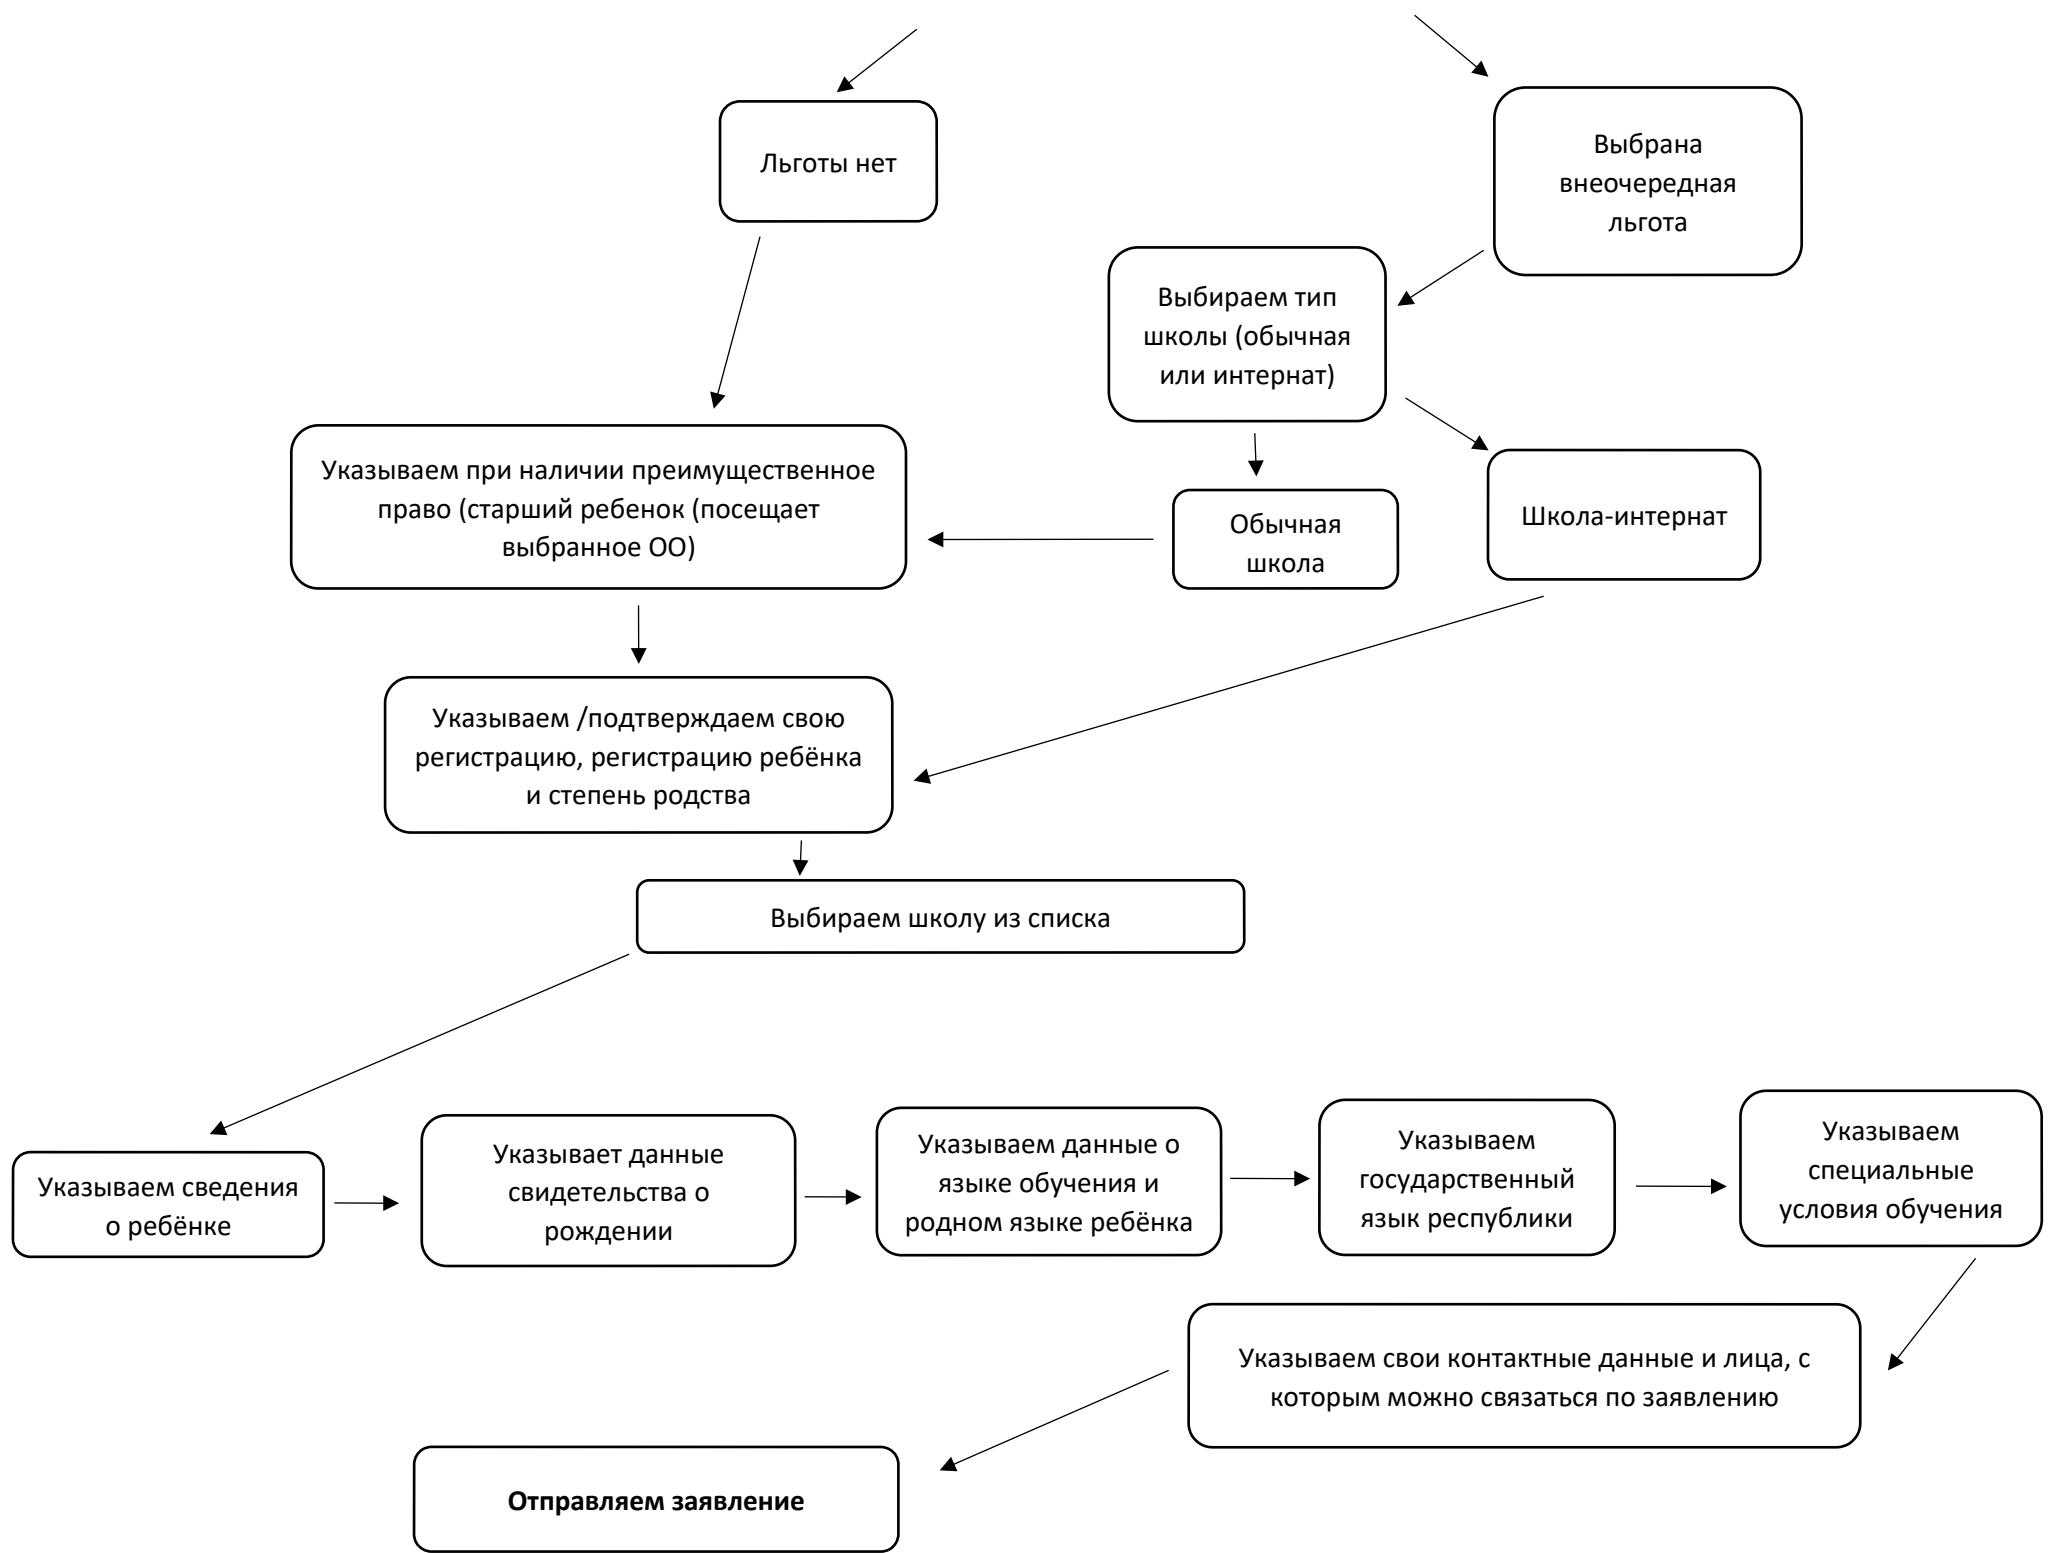 Льготы нет
Выбрана
внеочередная
льгота
Выбираем тип
школы (обычная
или интернат)
Указываем при наличии преимущественное
право (старший ребенок (посещает
выбранное ОО)
Обычная
школа
Школа-интернат
Указываем /подтверждаем свою
регистрацию, регистрацию ребёнка
и степень родства
Выбираем школу из списка
Указываем сведения
о ребёнке
Указывает данные
свидетельства о
рождении
Указываем данные о
языке обучения и
родном языке ребёнка
Указываем
государственный
язык республики
Указываем
специальные
условия обучения
Указываем свои контактные данные и лица, с
которым можно связаться по заявлению
Отправляем заявление